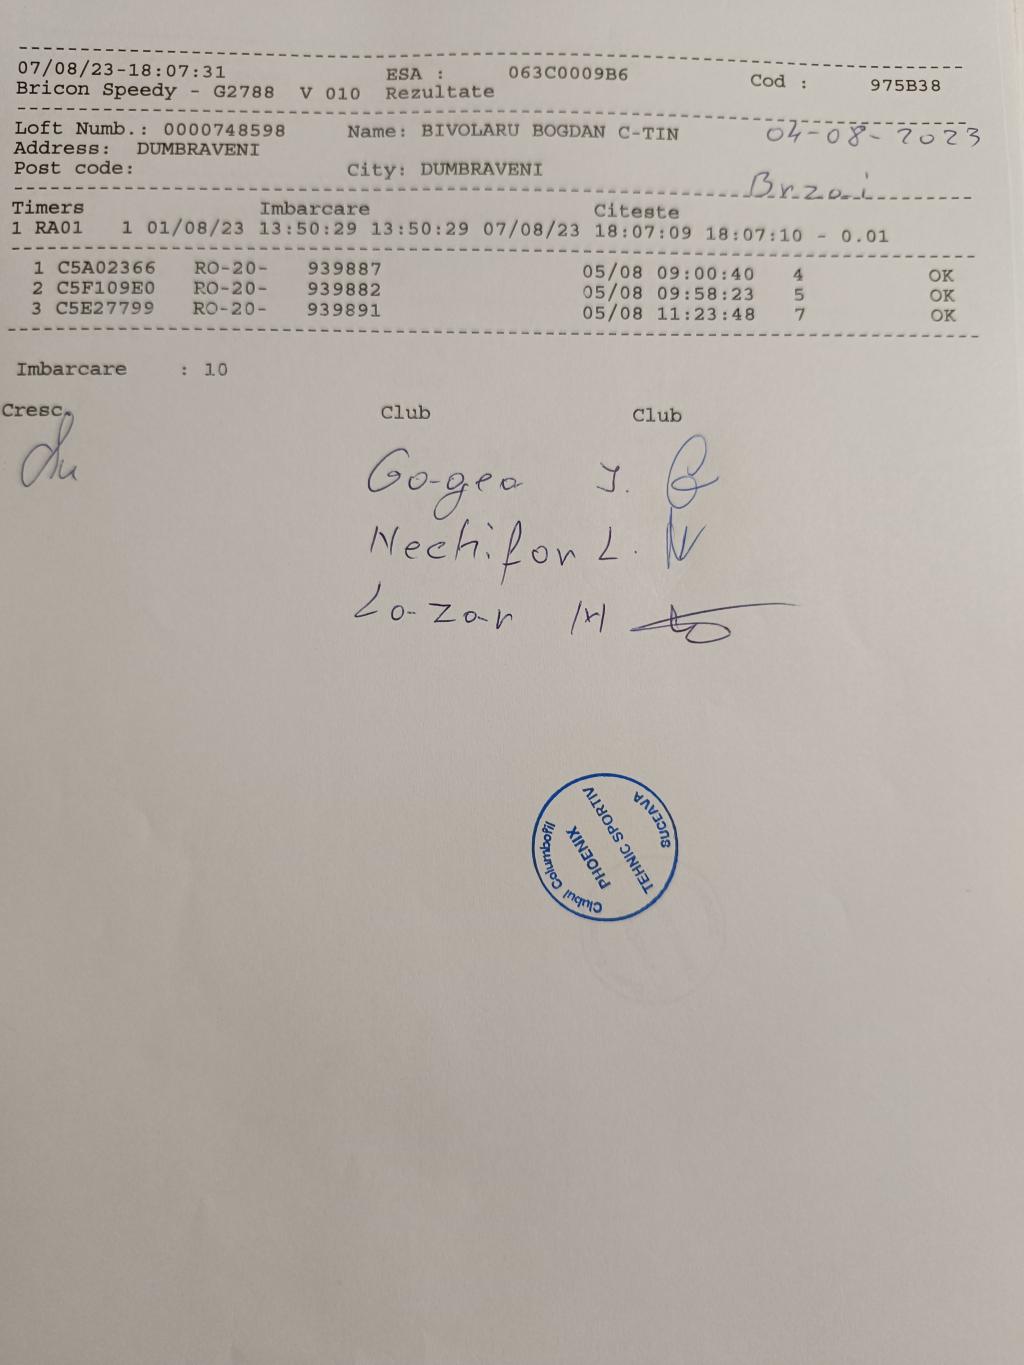 07/08/23-18:07:31 ESA : 063C0009B6 Cod : 975B38
Bricon Speedy - G2788 V 010 Rezultate
Loft Numb.: 0000748598 Name: BIVOLARU BOGDAN C-TIN 04-08-2023
Address: DUMBRAVENI
Post code: City: DUMBRAVENI
Brzoi
Timers Imbarcare Citeste
1 RA01 1 01/08/23 13:50:29 13:50:29 07/08/23 18:07:09 18:07:10 - 0.01
1 C5A02366 RO-20- 939887 05/08 09:00:40 4 OK
2 C5F109E0 RO-20- 939882 05/08 09:58:23 5 OK
3 C5E27799 RO-20- 939891 05/08 11:23:48 7 OK
Imbarcare : 10
Cresc. Club Club
Gogea J.
Nechifor L.
Lazar M
Clubul Columbofil
PHOENIX
TEHNIC SPORTIV
SUCEAVA